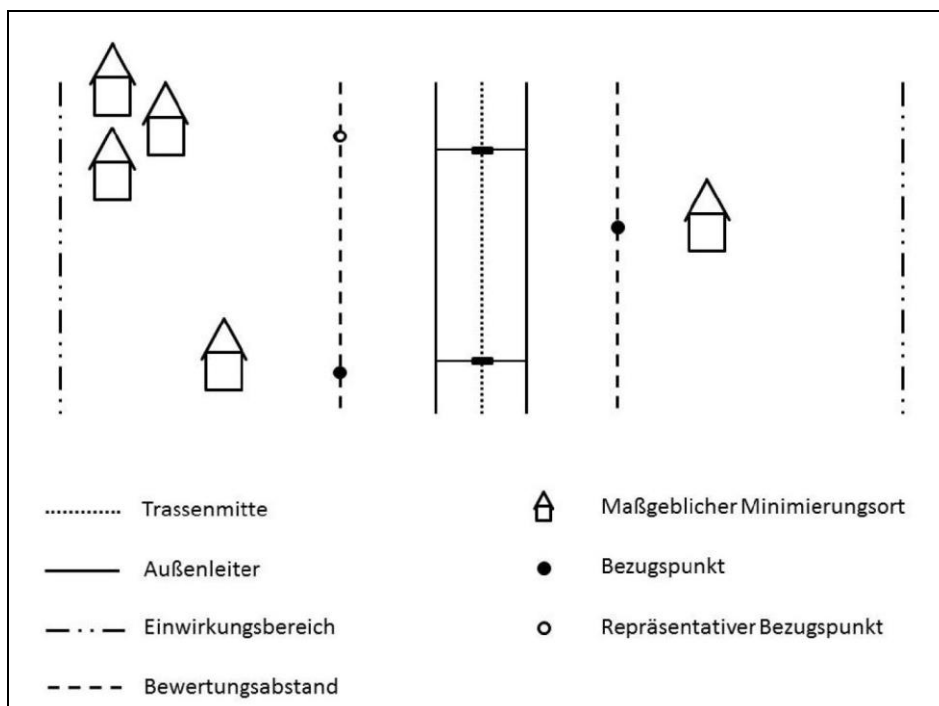 Trassenmitte
Außenleiter
Einwirkungsbereich
Bewertungsabstand
Maßgeblicher Minimierungsort
Bezugspunkt
Repräsentativer Bezugspunkt